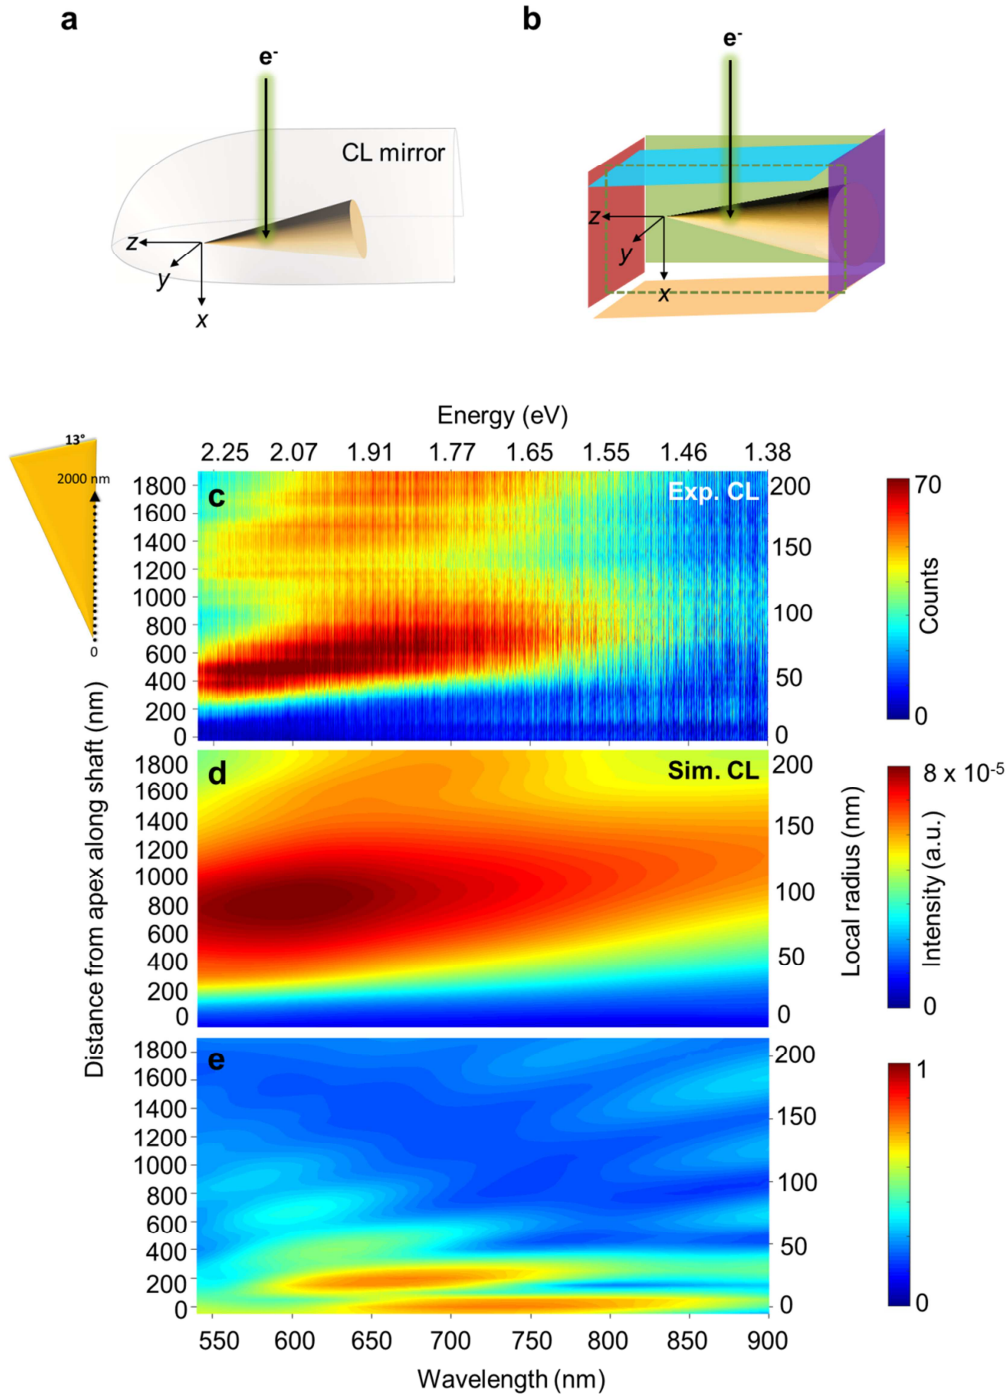 a
b
e-
e-
CL mirror
z
y
x
z
y
x
Energy (eV)
2.25 2.07 1.91 1.77 1.65 1.55 1.46 1.38
13°
2000 nm
0
Distance from apex along shaft (nm)
c
Exp. CL
1800
1600
1400
1200
1000
800
600
400
200
0
200
150
100
50
0
70
Counts
0
d
Sim. CL
1800
1600
1400
1200
1000
800
600
400
200
0
200
150
100
50
0
Local radius (nm)
8 x 10-5
Intensity (a.u.)
0
e
1800
1600
1400
1200
1000
800
600
400
200
0
200
150
100
50
0
1
0
550 600 650 700 750 800 850 900
Wavelength (nm)